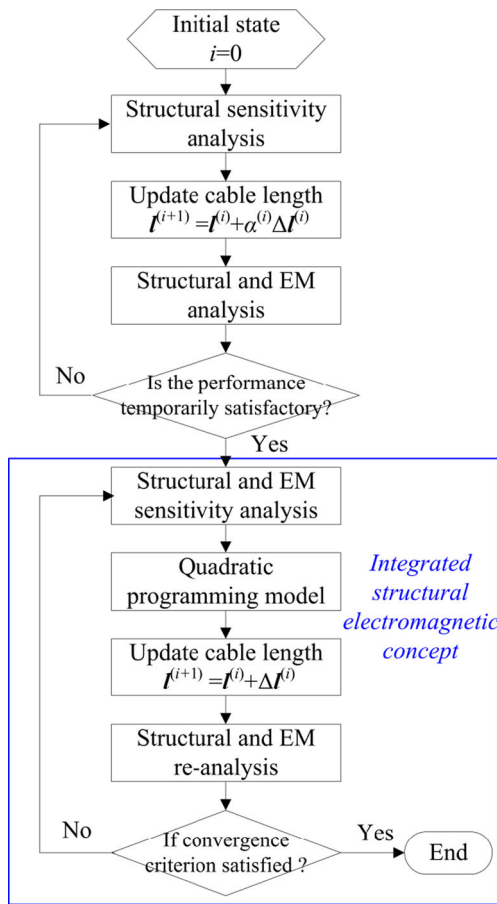 Initial state
i=0
Structural sensitivity
analysis
Update cable length
l^(i+1) =l^(i)+α^(i)Δl^(i)
Structural and EM
analysis
No
Is the performance
temporarily satisfactory?
Yes
Structural and EM
sensitivity analysis
Quadratic
programming model
Integrated
structural
electromagnetic
concept
Update cable length
l^(i+1)=l^(i)+Δl^(i)
Structural and EM
re-analysis
No
If convergence
criterion satisfied ?
Yes
End